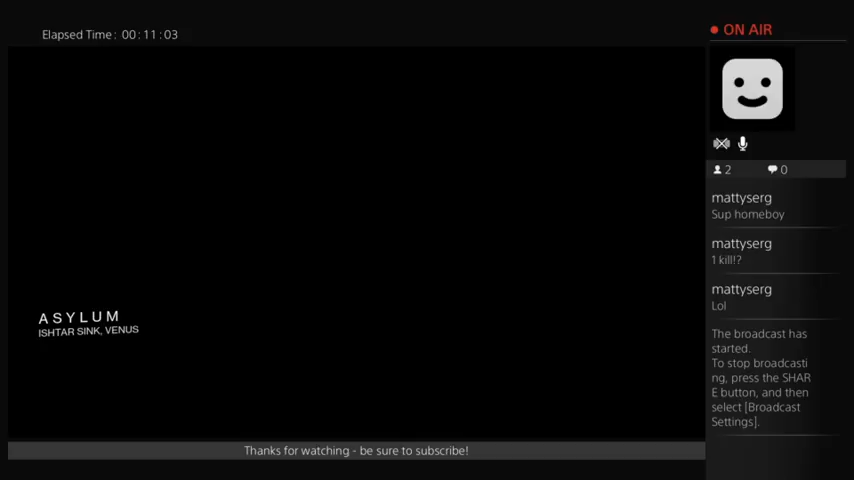 Elapsed Time: 00:11:03
ON AIR
2 0
mattyserg
Sup homeboy
mattyserg
1 kill!?
mattyserg
Lol
The broadcast has
started.
To stop broadcasti
ng, press the SHAR
E button, and then
select [Broadcast
Settings].
ASYLUM
ISHTAR SINK, VENUS
Thanks for watching - be sure to subscribe!